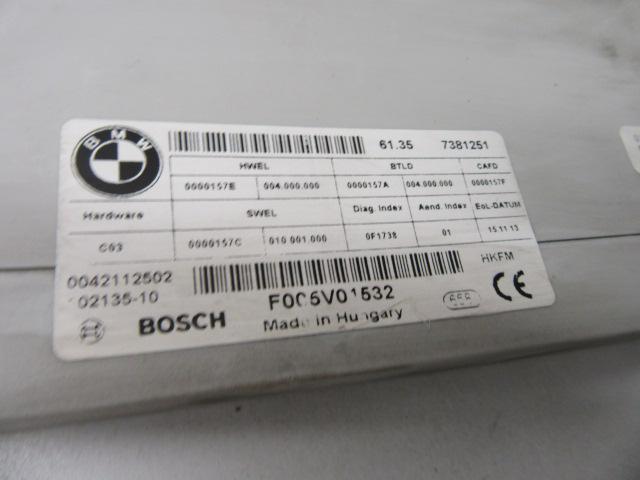 BMW
61.35 7381251
HWEL BTLD CAFD
0000157E 004.000.000 0000157A 004.000.000 0000157F
Hardware SWEL Diag. Index Aend. Index EoL-DATUM
C03 0000157C 010.001.000 0F1738 01 15.11.13
0042112502 HKFM
02135-10 F005V01532 CE
BOSCH Made in Hungary